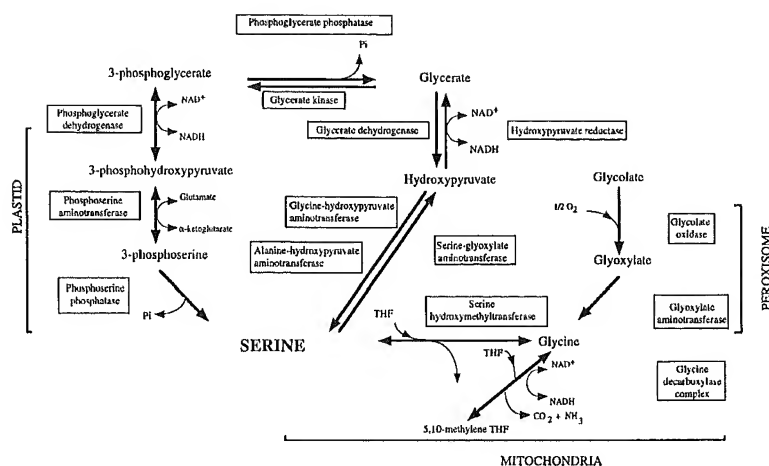 Phosphoglycerate phosphatase
Pi
3-phosphoglycerate
Glycerate
Glycerate kinase
Phosphoglycerate
dehydrogenase
NAD+
NADH
Glycerate dehydrogenase
NAD+
NADH
Hydroxypyruvate reductase
3-phosphohydroxypyruvate
Hydroxypyruvate
Glycolate
PLASTID
Phosphoserine
aminotransferase
Glutamate
α-ketoglutarate
Glycine-hydroxypyruvate
aminotransferase
1/2 O2
Glycolate
oxidase
3-phosphoserine
Alanine-hydroxypyruvate
aminotransferase
Serine-glyoxylate
aminotransferase
Glyoxylate
PEROXISOME
Phosphoserine
phosphatase
Pi
Serine
hydroxymethyltransferase
Glyoxylate
aminotransferase
THF
SERINE
Glycine
THF
NAD+
NADH
CO2 + NH3
Glycine
decarboxylase
complex
5,10-methylene THF
MITOCHONDRIA